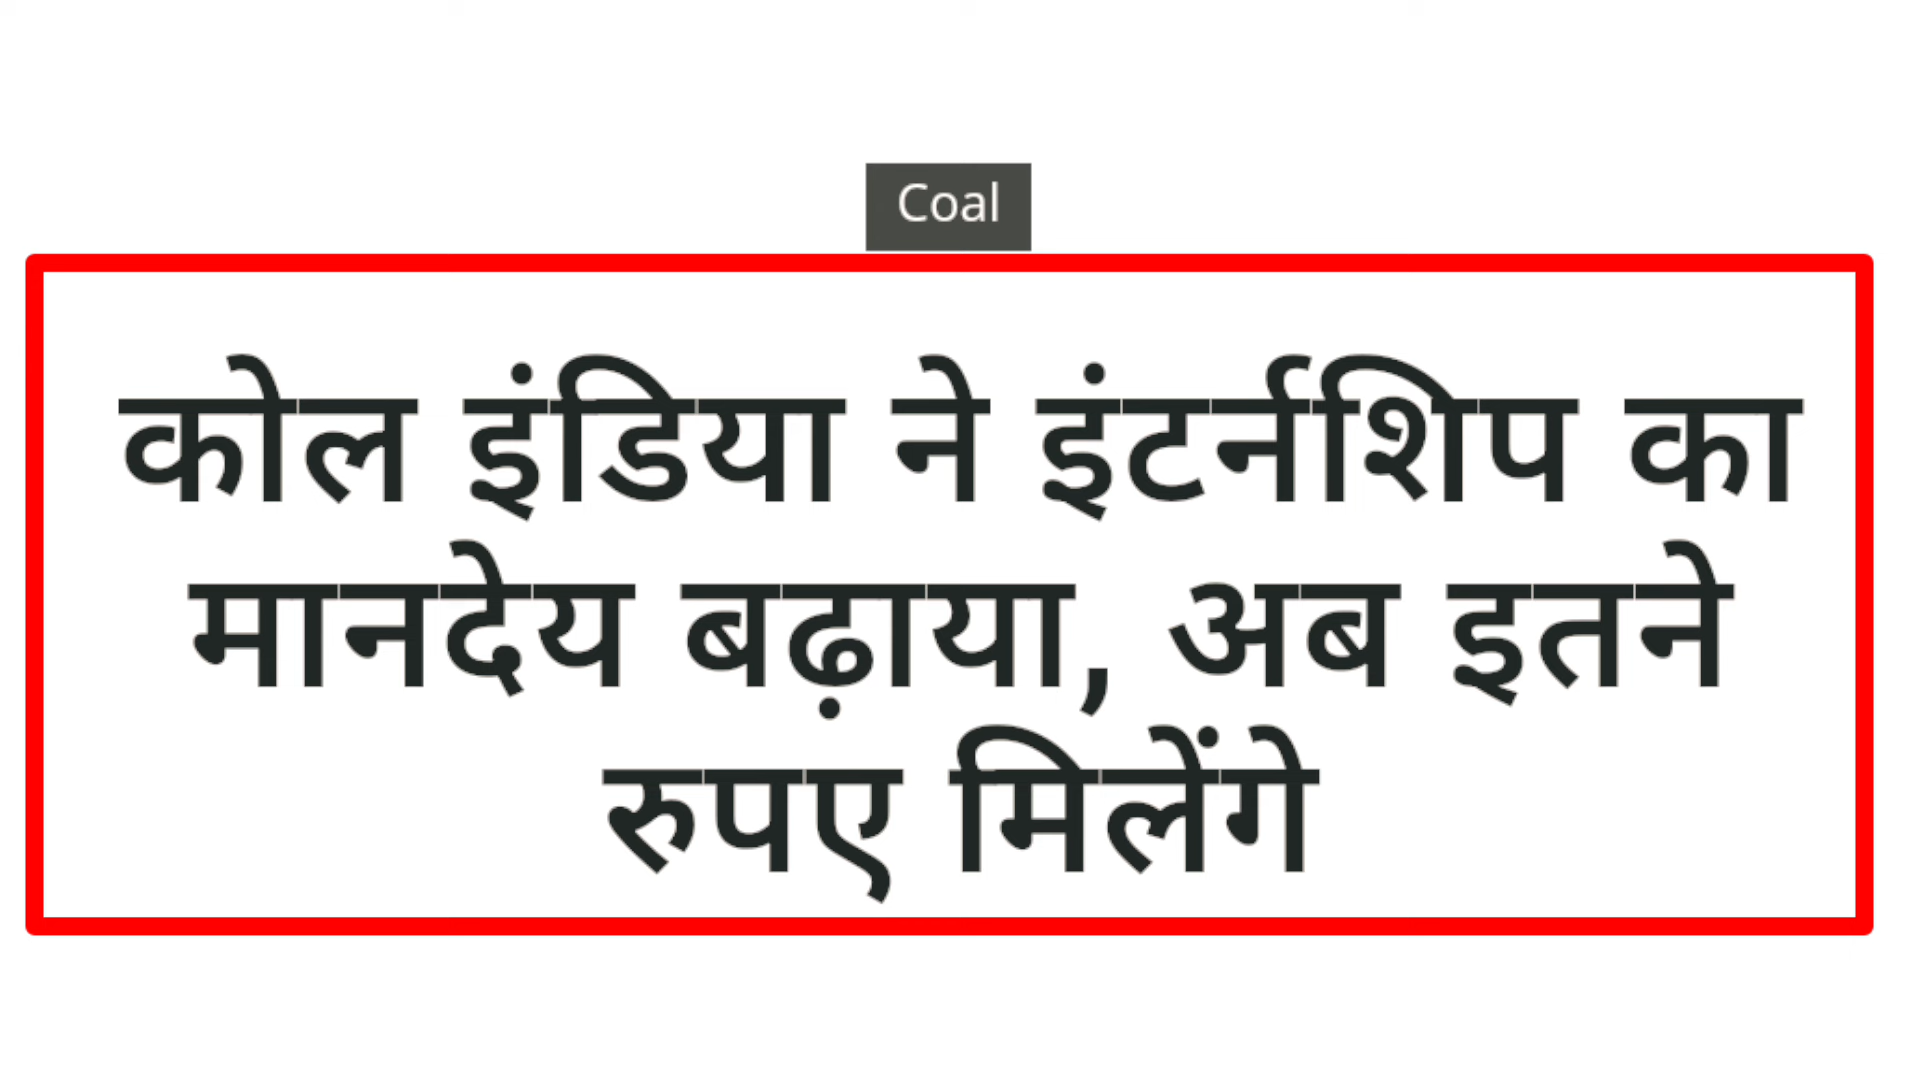 Coal
कोल इंडिया ने इंटर्नशिप का
मानदेय बढ़ाया, अब इतने
रुपए मिलेंगे